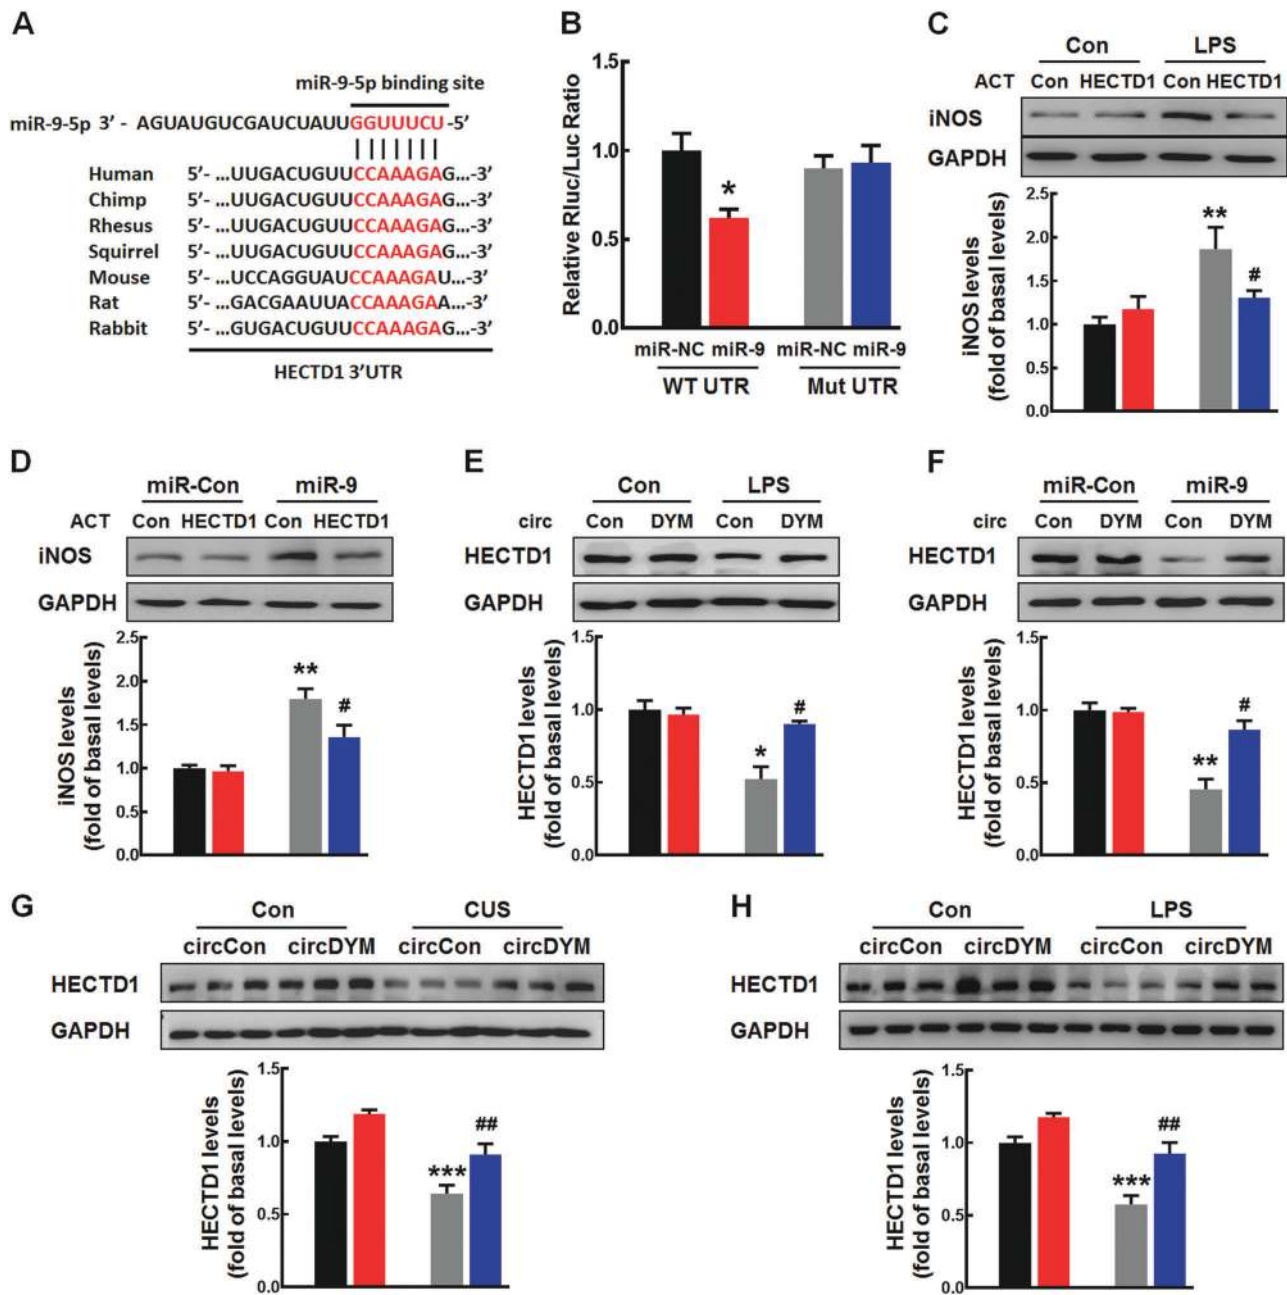 A
miR-9-5p binding site
miR-9-5p 3' - AGUAUGUCGAUCUAUUGGUUUCU -5'
Human 5'- ...UUGACUGUUCCAAAGAG...-3'
Chimp 5'- ...UUGACUGUUCCAAAGAG...-3'
Rhesus 5'- ...UUGACUGUUCCAAAGAG...-3'
Squirrel 5'- ...UUGACUGUUCCAAAGAG...-3'
Mouse 5'- ...UCCAGGUAUCCAAAGAU...-3'
Rat 5'- ...GACGAAUUACCAAAGAA...-3'
Rabbit 5'- ...GUGACUGUUCCAAAGAG...-3'
HECTD1 3'UTR
B
Relative Rluc/Luc Ratio
1.5
1.0
0.5
0.0
*
miR-NC miR-9 miR-NC miR-9
WT UTR Mut UTR
C
Con LPS
ACT Con HECTD1 Con HECTD1
iNOS
GAPDH
iNOS levels
(fold of basal levels)
2.5
2.0
1.5
1.0
0.5
0.0
**
#
D
miR-Con miR-9
ACT Con HECTD1 Con HECTD1
iNOS
GAPDH
iNOS levels
(fold of basal levels)
2.5
2.0
1.5
1.0
0.5
0.0
**
#
E
Con LPS
circ Con DYM Con DYM
HECTD1
GAPDH
HECTD1 levels
(fold of basal levels)
1.5
1.0
0.5
0.0
*
#
F
miR-Con miR-9
circ Con DYM Con DYM
HECTD1
GAPDH
HECTD1 levels
(fold of basal levels)
1.5
1.0
0.5
0.0
**
#
G
Con CUS
circCon circDYM circCon circDYM
HECTD1
GAPDH
HECTD1 levels
(fold of basal levels)
1.5
1.0
0.5
0.0
***
##
H
Con LPS
circCon circDYM circCon circDYM
HECTD1
GAPDH
HECTD1 levels
(fold of basal levels)
1.5
1.0
0.5
0.0
***
##